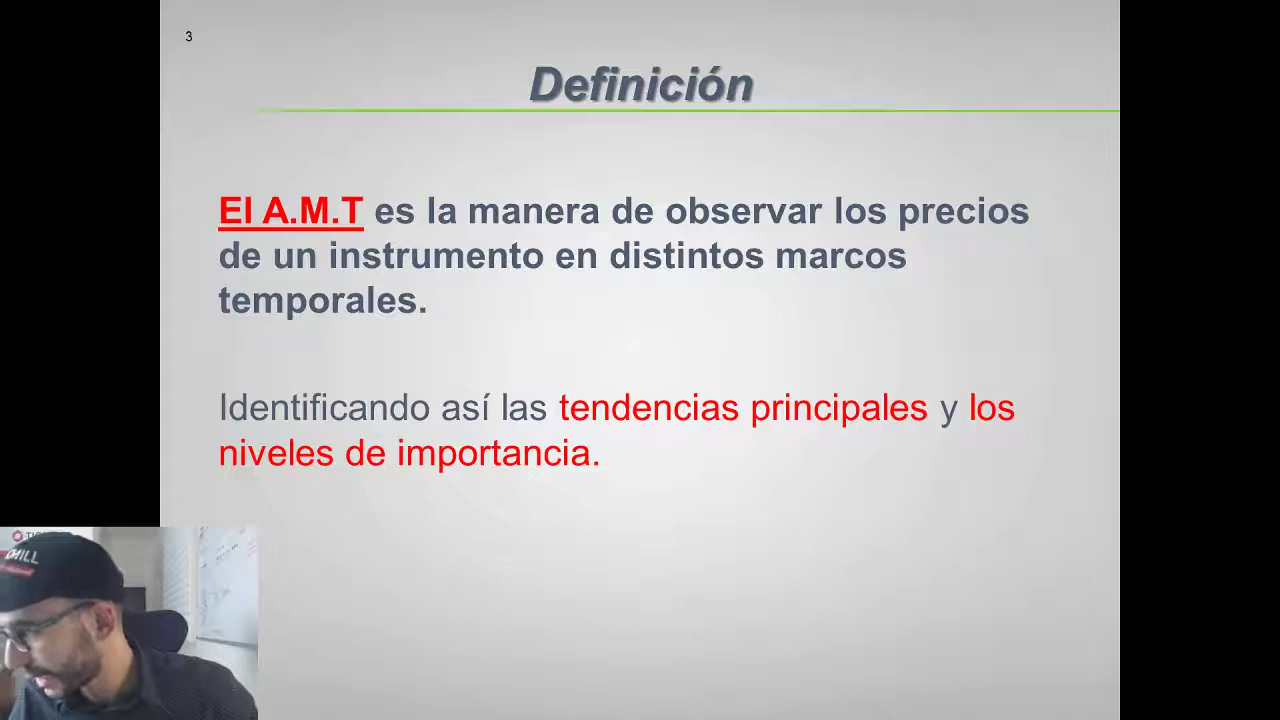 3
Definición
El A.M.T es la manera de observar los precios
de un instrumento en distintos marcos
temporales.
Identificando así las tendencias principales y los
niveles de importancia.